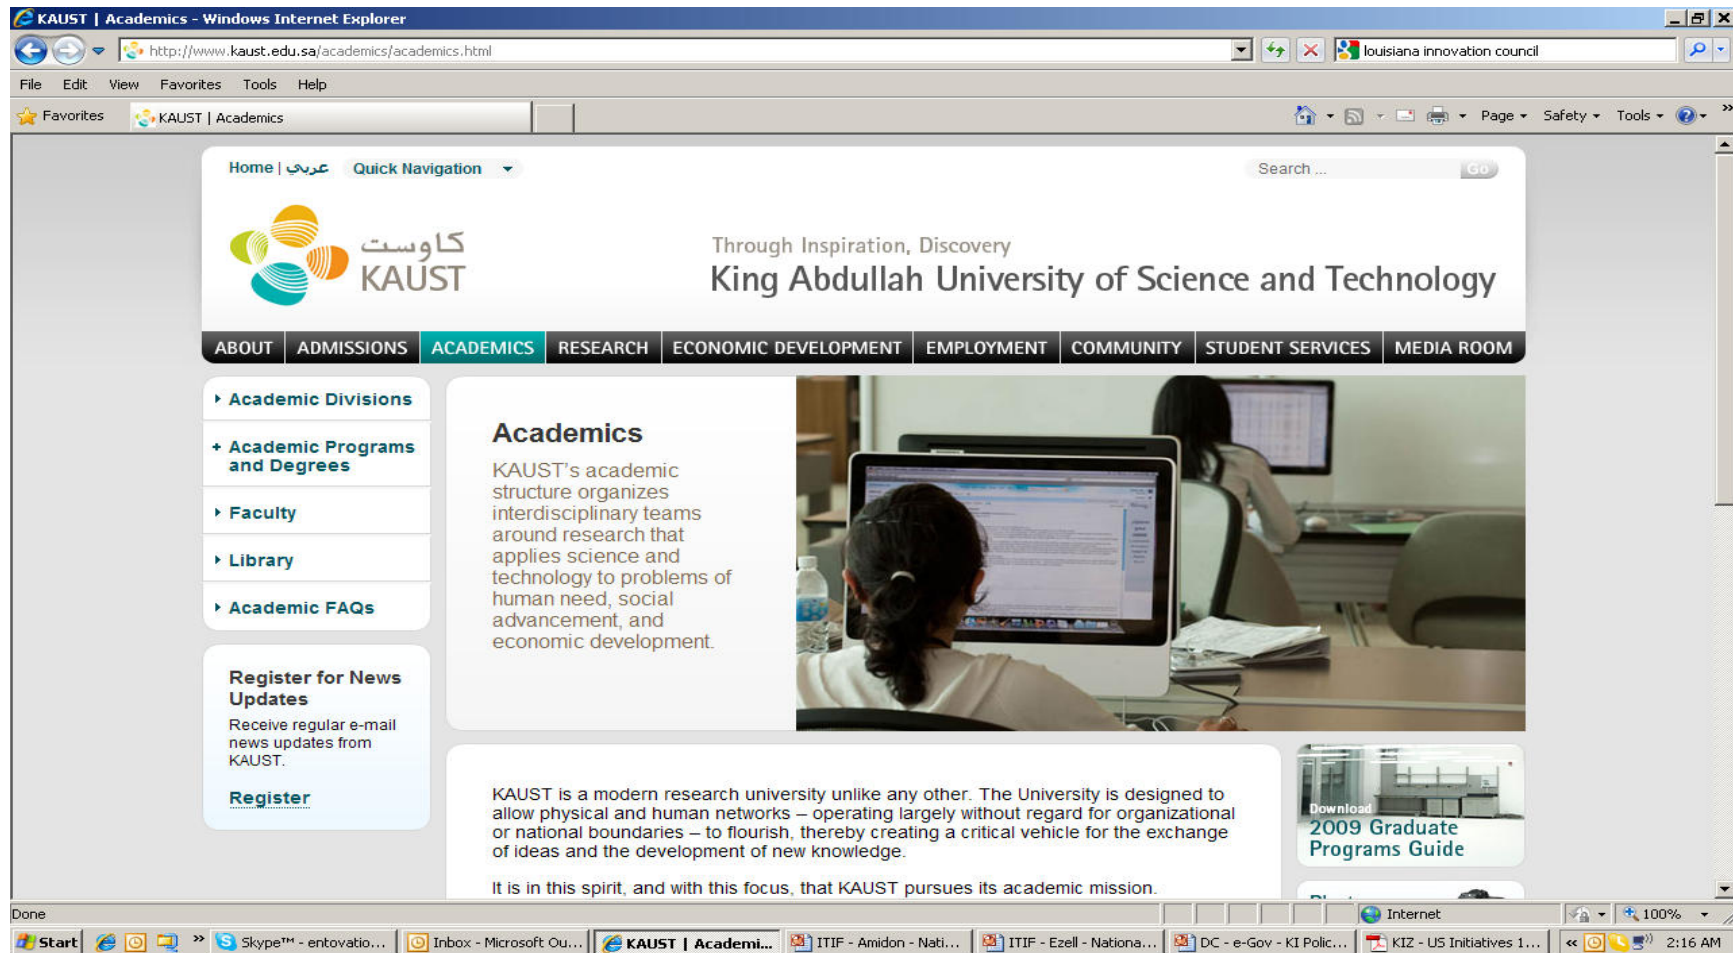 KAUST | Academics - Windows Internet Explorer
http://www.kaust.edu.sa/academics/academics.html
louisiana innovation council
File Edit View Favorites Tools Help
Favorites KAUST | Academics Page Safety Tools
Home | عربي Quick Navigation Search ... Go
كاوست
KAUST
Through Inspiration, Discovery
King Abdullah University of Science and Technology
ABOUT ADMISSIONS ACADEMICS RESEARCH ECONOMIC DEVELOPMENT EMPLOYMENT COMMUNITY STUDENT SERVICES MEDIA ROOM
Academic Divisions
Academic Programs
and Degrees
Faculty
Library
Academic FAQs
Register for News
Updates
Receive regular e-mail
news updates from
KAUST.
Register
Academics
KAUST's academic
structure organizes
interdisciplinary teams
around research that
applies science and
technology to problems of
human need, social
advancement, and
economic development.
KAUST is a modern research university unlike any other. The University is designed to
allow physical and human networks – operating largely without regard for organizational
or national boundaries – to flourish, thereby creating a critical vehicle for the exchange
of ideas and the development of new knowledge.
It is in this spirit, and with this focus, that KAUST pursues its academic mission.
Download
2009 Graduate
Programs Guide
Done Internet 100%
Start Skype™ - entovatio... Inbox - Microsoft Ou... KAUST | Academi... ITIF - Amidon - Nati... ITIF - Ezell - Nationa... DC - e-Gov - KI Polic... KIZ - US Initiatives 1... 2:16 AM